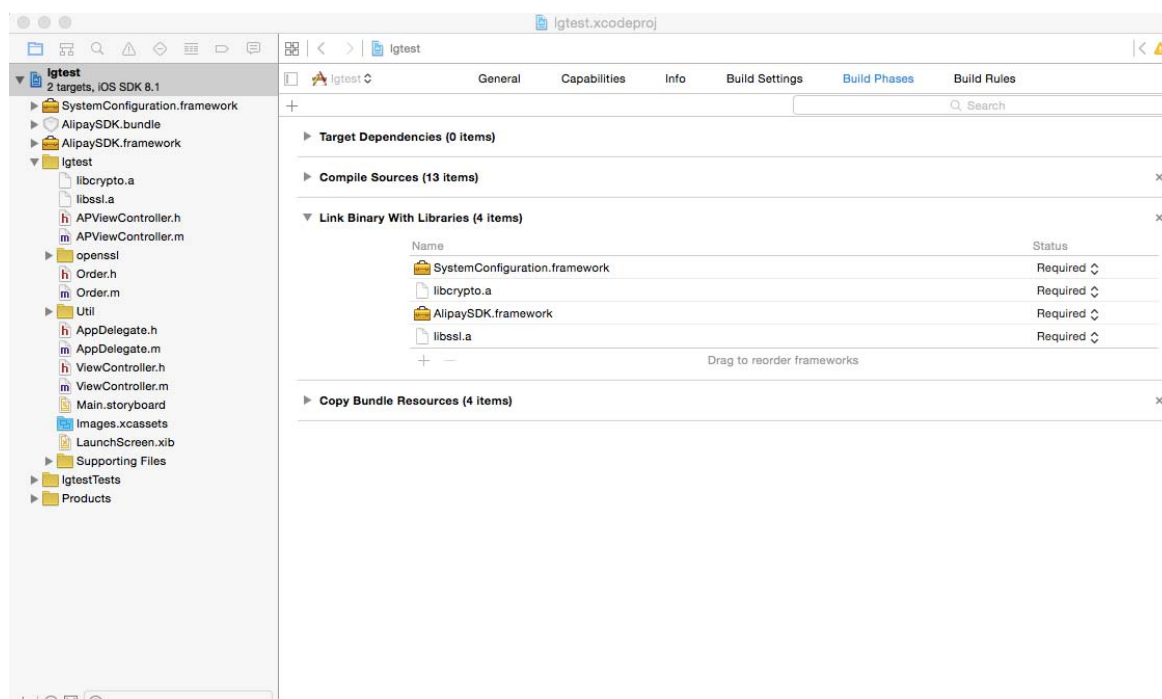 lgtest.xcodeproj
lgtest
2 targets, iOS SDK 8.1
SystemConfiguration.framework
AlipaySDK.bundle
AlipaySDK.framework
lgtest
libcrypto.a
libssl.a
h APViewController.h
m APViewController.m
openssl
h Order.h
m Order.m
Util
h AppDelegate.h
m AppDelegate.m
h ViewController.h
m ViewController.m
Main.storyboard
Images.xcassets
LaunchScreen.xib
Supporting Files
lgtestTests
Products
lgtest
lgtest General Capabilities Info Build Settings Build Phases Build Rules
Search
Target Dependencies (0 items)
Compile Sources (13 items)
Link Binary With Libraries (4 items)
Name Status
SystemConfiguration.framework Required
libcrypto.a Required
AlipaySDK.framework Required
libssl.a Required
Drag to reorder frameworks
Copy Bundle Resources (4 items)